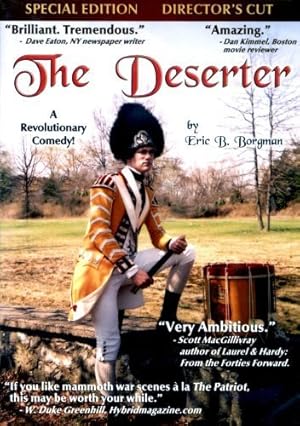 SPECIAL EDITION DIRECTOR'S CUT
"Brilliant. Tremendous."
- Dave Eaton, NY newspaper writer
"Amazing."
- Dan Kimmel, Boston
movie reviewer
The Deserter
A
Revolutionary
Comedy!
by
Eric B. Borgman
"Very Ambitious."
- Scott MacGillivray
author of Laurel & Hardy:
From the Forties Forward.
"If you like mammoth war scenes à la The Patriot,
this may be worth your while."
- W. Duke Greenhill, Hybridmagazine.com